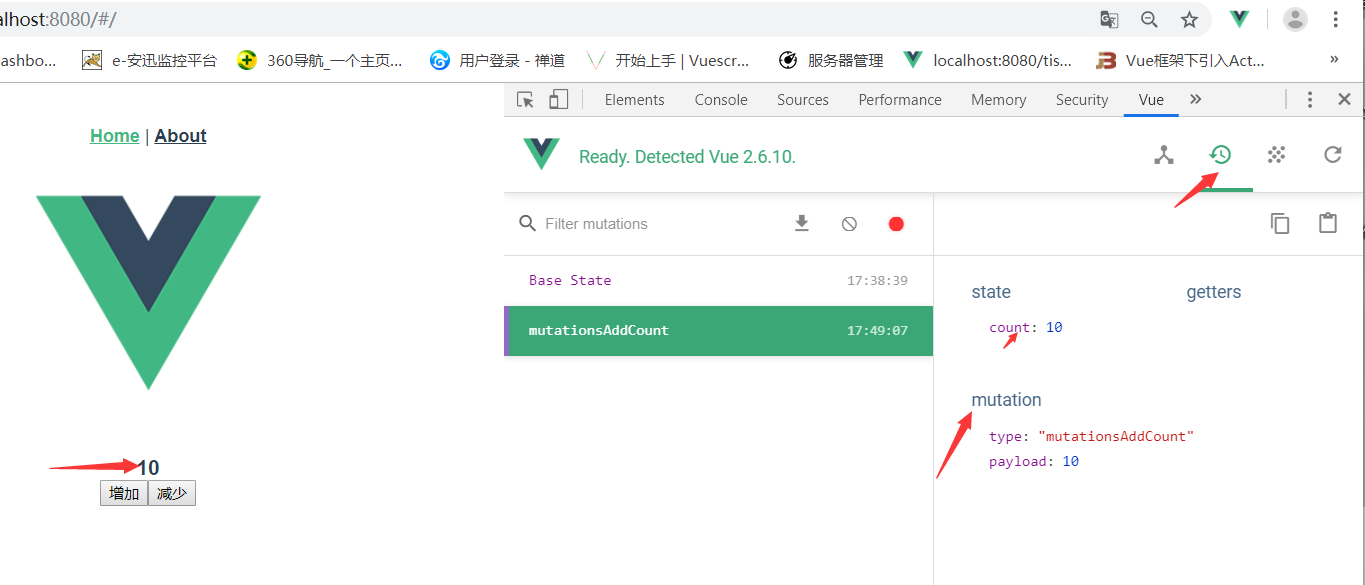 alhost:8080/#/
ashbo... e-安迅监控平台 360导航_一个主页... 用户登录 - 禅道 开始上手 | Vuescr... 服务器管理 localhost:8080/tis... Vue框架下引入Act... »
Elements Console Sources Performance Memory Security Vue »
Home | About
Ready. Detected Vue 2.6.10.
Filter mutations
Base State 17:38:39
mutationsAddCount 17:49:07
state getters
count: 10
mutation
type: "mutationsAddCount"
payload: 10
10
增加 减少